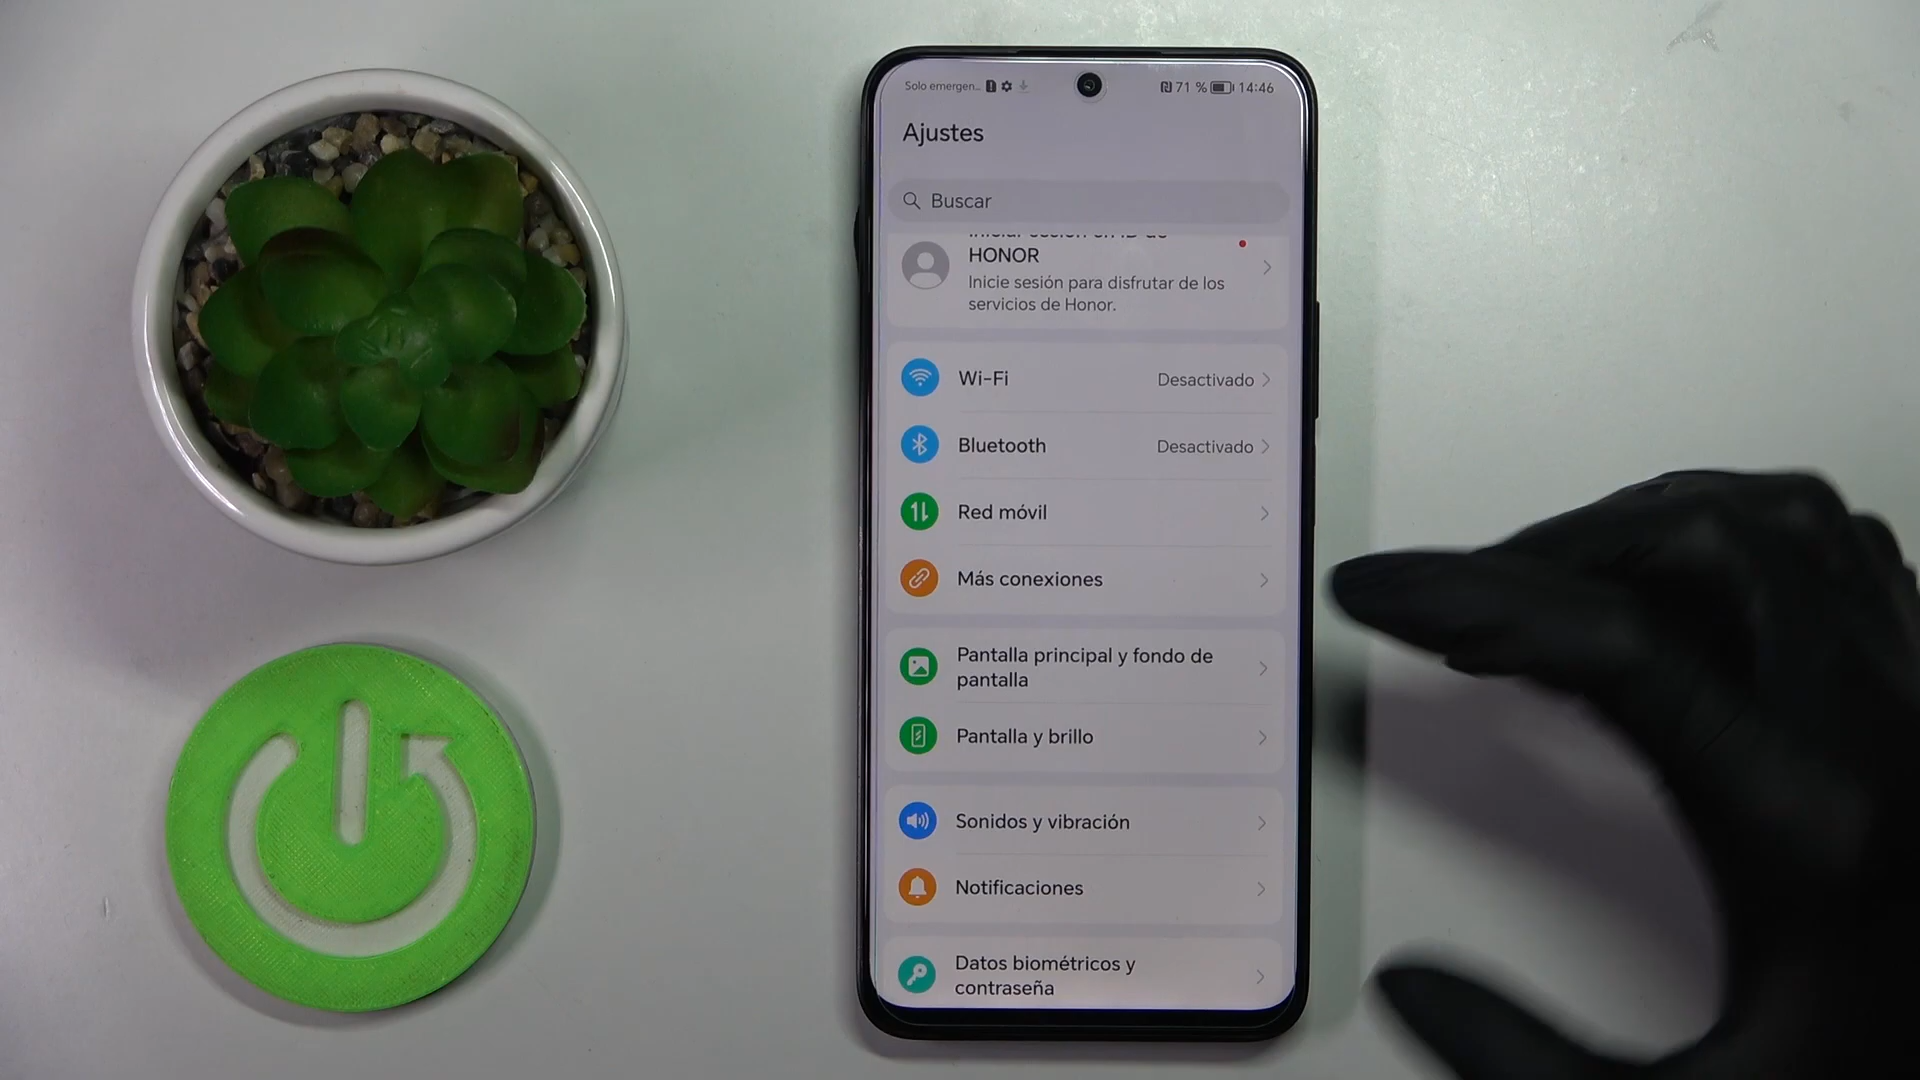 Solo emergen... 71 % 14:46
Ajustes
Buscar
HONOR
Inicie sesión para disfrutar de los
servicios de Honor.
Wi-Fi Desactivado
Bluetooth Desactivado
Red móvil
Más conexiones
Pantalla principal y fondo de
pantalla
Pantalla y brillo
Sonidos y vibración
Notificaciones
Datos biométricos y
contraseña